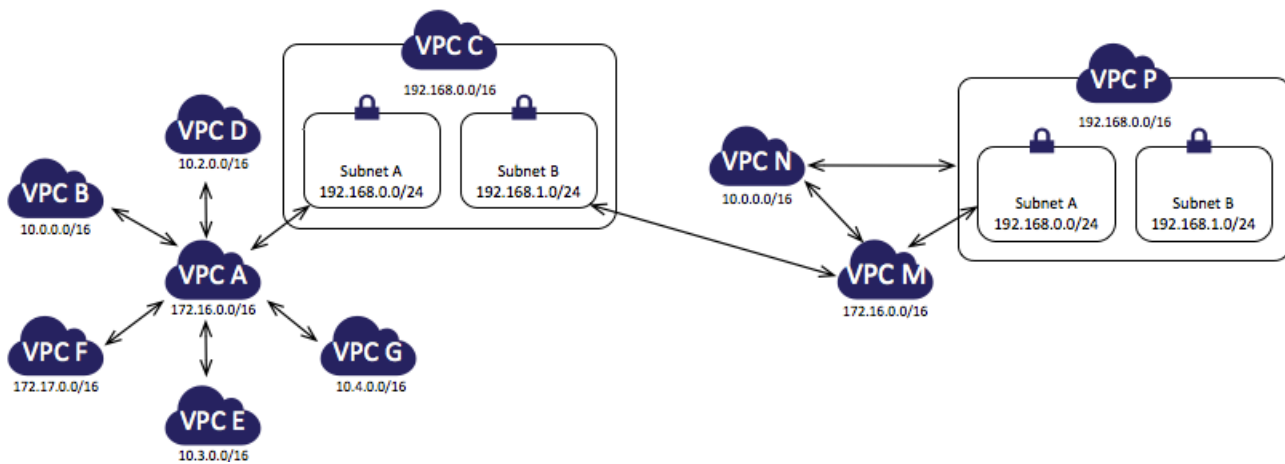 VPC C
192.168.0.0/16
Subnet A
192.168.0.0/24
Subnet B
192.168.1.0/24
VPC D
10.2.0.0/16
VPC B
10.0.0.0/16
VPC A
172.16.0.0/16
VPC F
172.17.0.0/16
VPC G
10.4.0.0/16
VPC E
10.3.0.0/16
VPC N
10.0.0.0/16
VPC M
172.16.0.0/16
VPC P
192.168.0.0/16
Subnet A
192.168.0.0/24
Subnet B
192.168.1.0/24